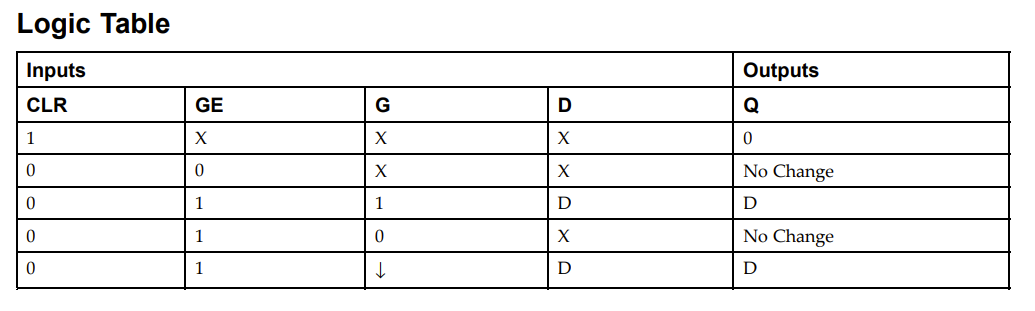 Logic Table
Inputs Outputs
CLR GE G D Q
1 X X X 0
0 0 X X No Change
0 1 1 D D
0 1 0 X No Change
0 1 ↓ D D